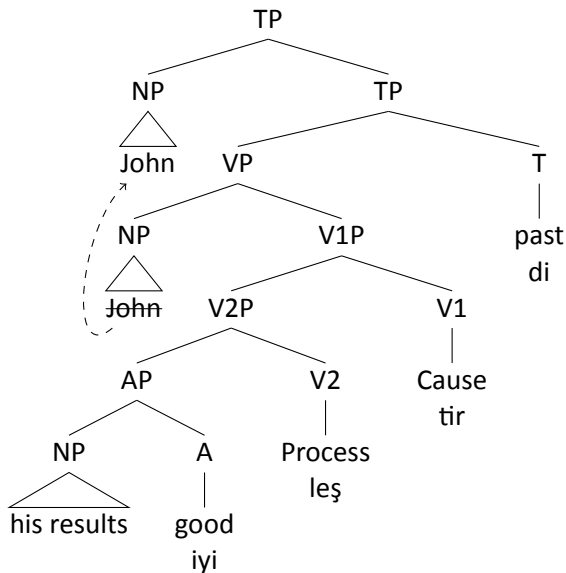 TP
NP TP
John VP T
NP V1P past
di
John V2P V1
AP V2 Cause
tir
NP A Process
leş
his results good
iyi